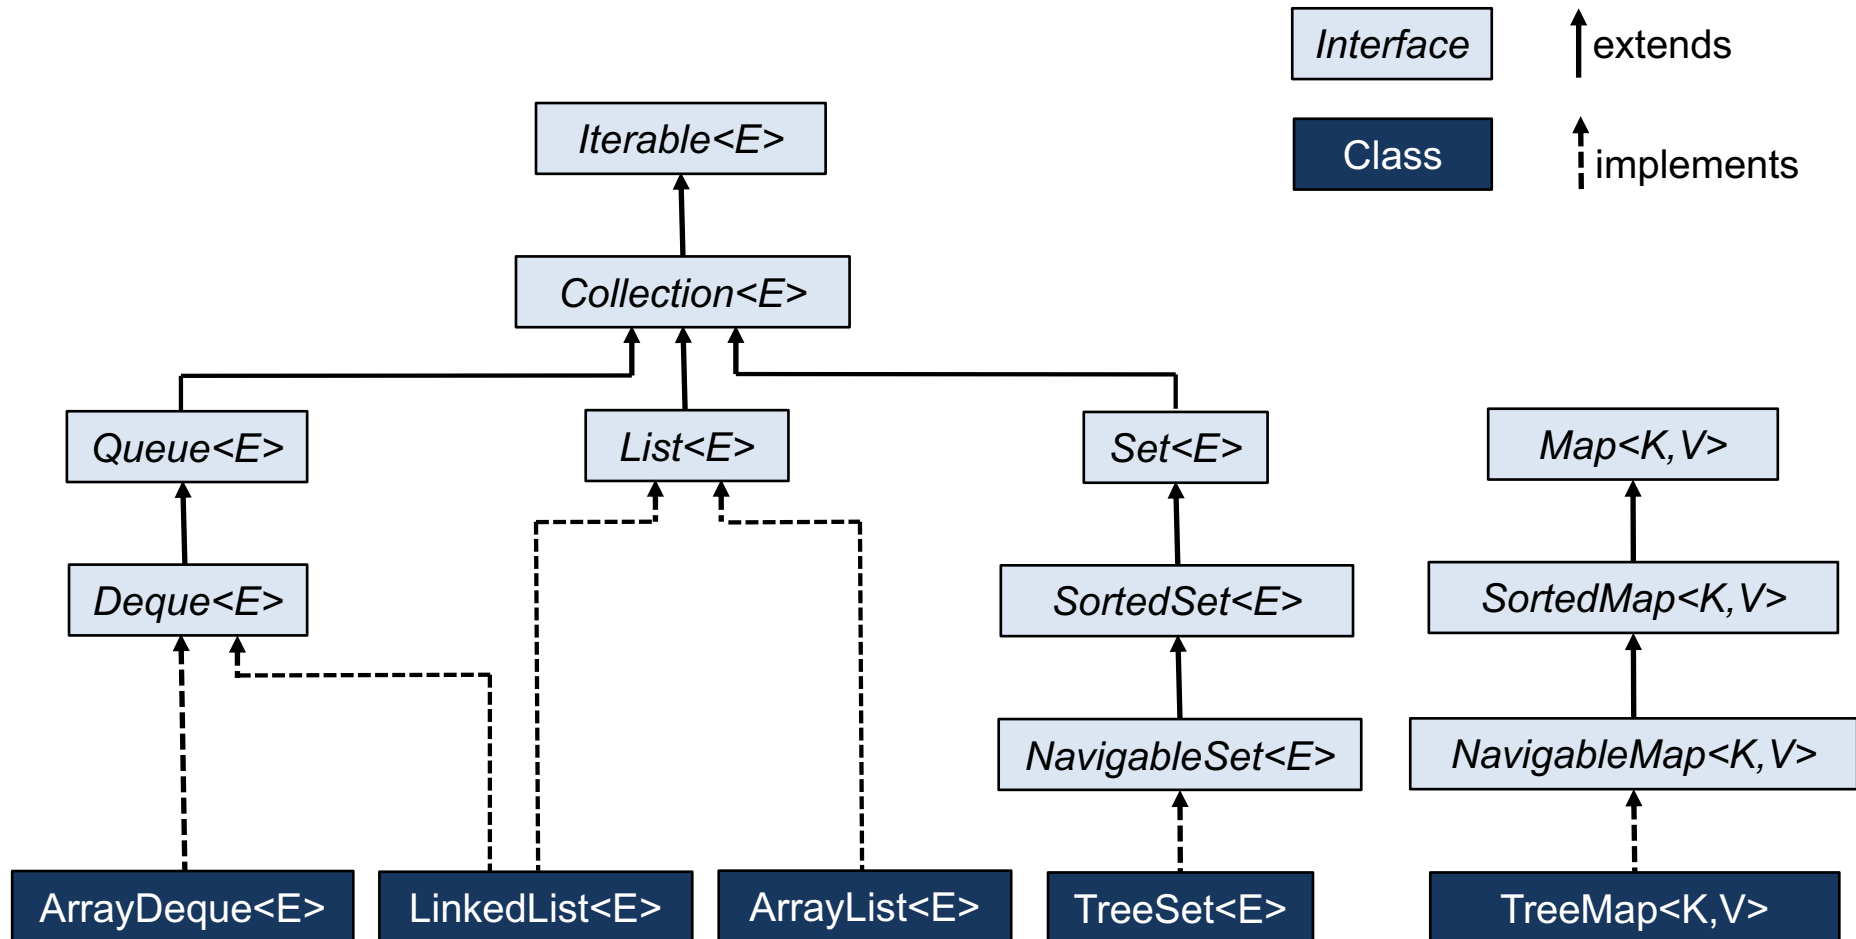 Interface
extends
Class
implements
Iterable<E>
Collection<E>
Queue<E>
List<E>
Set<E>
Map<K,V>
Deque<E>
SortedSet<E>
SortedMap<K,V>
NavigableSet<E>
NavigableMap<K,V>
ArrayDeque<E>
LinkedList<E>
ArrayList<E>
TreeSet<E>
TreeMap<K,V>